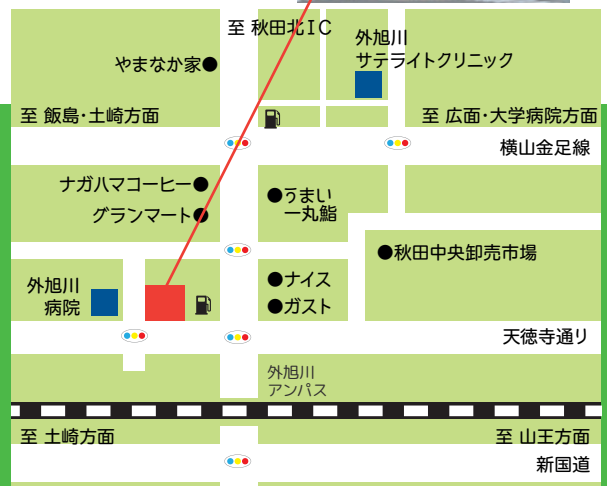 至 秋田北IC
外旭川
サテライトクリニック
やまなか家
至 飯島・土崎方面
至 広面・大学病院方面
横山金足線
ナガハマコーヒー
グランマート
うまい
一丸鮨
秋田中央卸売市場
外旭川
病院
ナイス
ガスト
天徳寺通り
外旭川
アンパス
至 土崎方面
至 山王方面
新国道